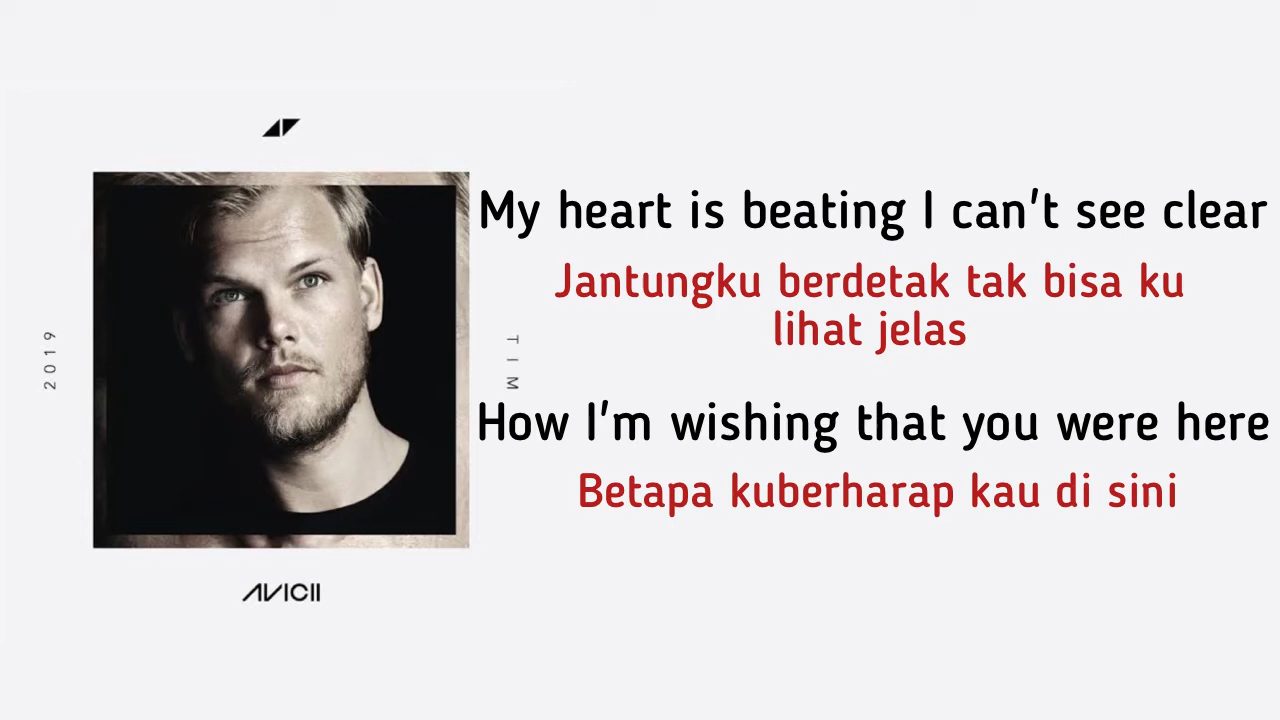 2019
AVICII
TIM
My heart is beating I can't see clear
Jantungku berdetak tak bisa ku
lihat jelas
How I'm wishing that you were here
Betapa kuberharap kau di sini